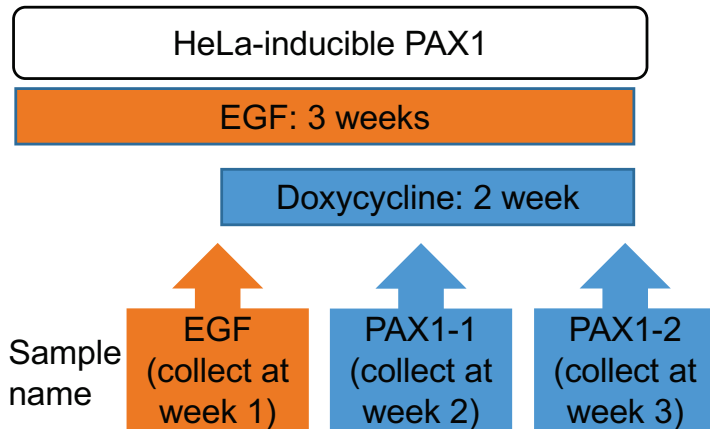 HeLa-inducible PAX1
EGF: 3 weeks
Doxycycline: 2 week
Sample
name
EGF
(collect at
week 1)
PAX1-1
(collect at
week 2)
PAX1-2
(collect at
week 3)